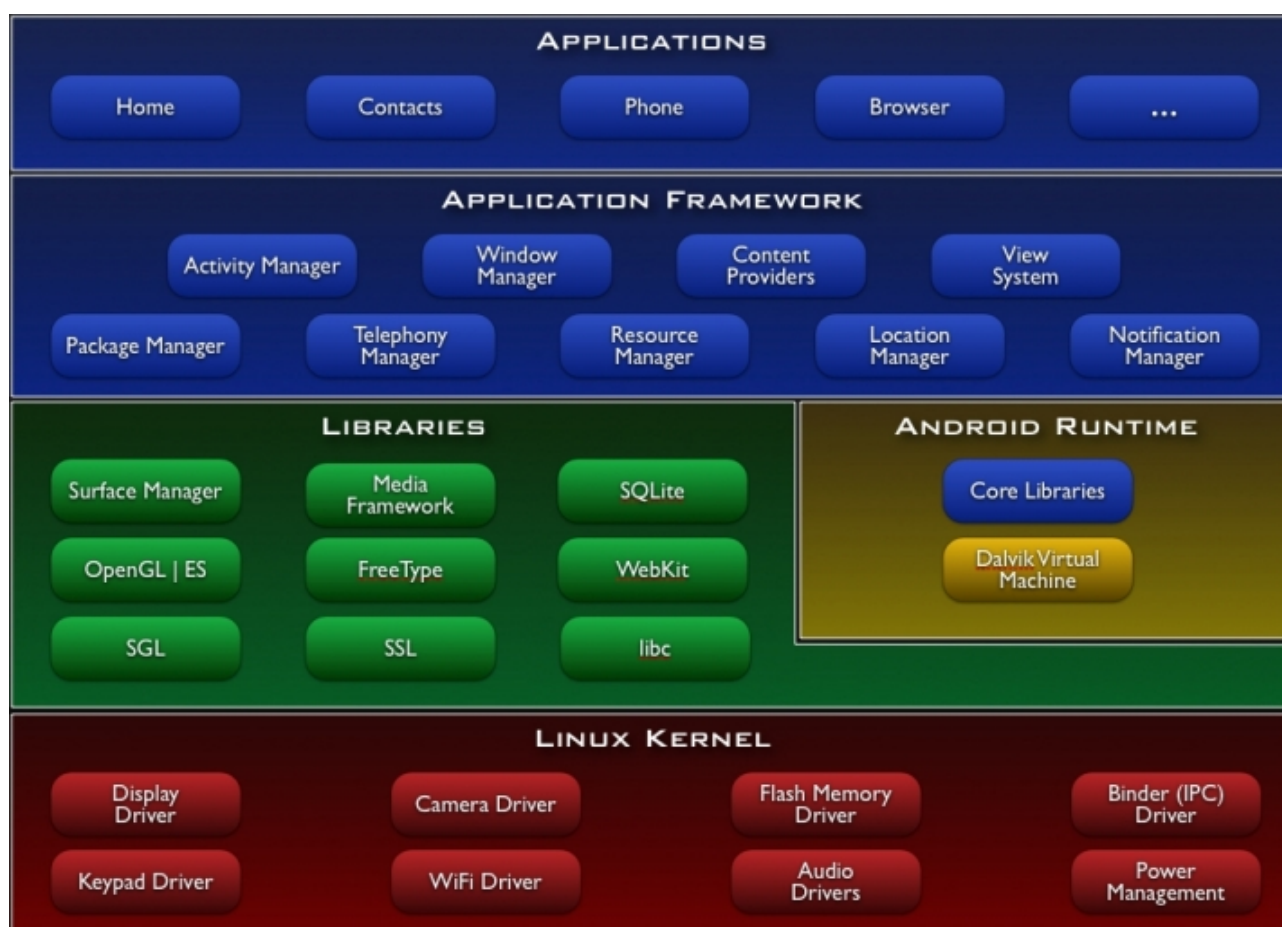 APPLICATIONS
Home
Contacts
Phone
Browser
...
APPLICATION FRAMEWORK
Activity Manager
Window
Manager
Content
Providers
View
System
Package Manager
Telephony
Manager
Resource
Manager
Location
Manager
Notification
Manager
LIBRARIES
Surface Manager
Media
Framework
SQLite
OpenGL | ES
FreeType
WebKit
SGL
SSL
libc
ANDROID RUNTIME
Core Libraries
Dalvik Virtual
Machine
LINUX KERNEL
Display
Driver
Camera Driver
Flash Memory
Driver
Binder (IPC)
Driver
Keypad Driver
WiFi Driver
Audio
Drivers
Power
Management